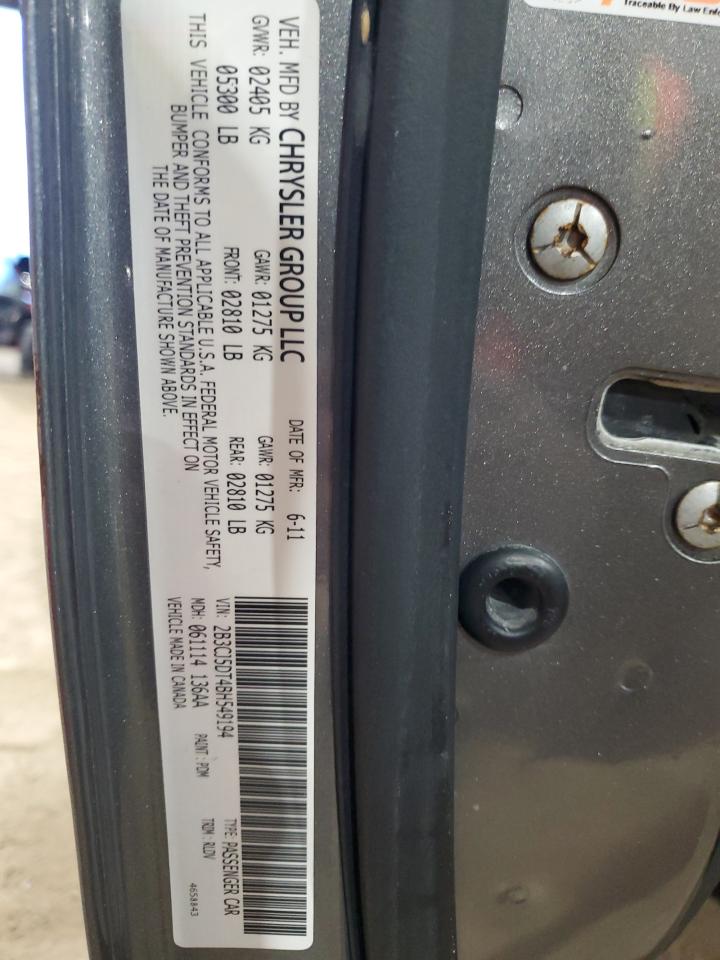 VEH. MFD BY CHRYSLER GROUP LLC DATE OF MFR: 6-11
GVWR: 02405 KG GAWR: 01275 KG GAWR: 01275 KG
05300 LB FRONT: 02810 LB REAR: 02810 LB
THIS VEHICLE CONFORMS TO ALL APPLICABLE U.S.A. FEDERAL MOTOR VEHICLE SAFETY,
BUMPER AND THEFT PREVENTION STANDARDS IN EFFECT ON
THE DATE OF MANUFACTURE SHOWN ABOVE.
VIN: 2B3CJ5DT4BH549194 TYPE: PASSENGER CAR
MDH: 061114 136AA PAINT: PDM TRIM: RLDV
VEHICLE MADE IN CANADA 4658843
Traceable By Law